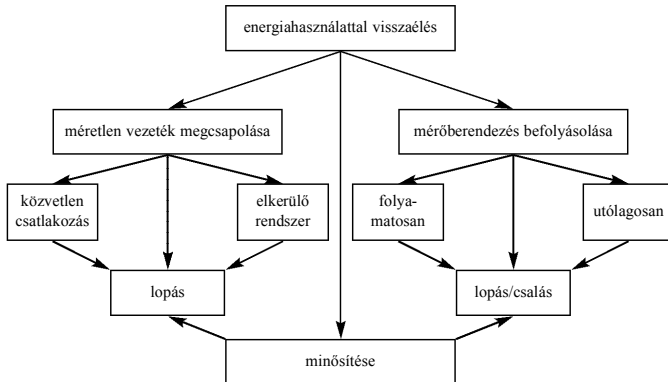 energiahasználattal visszaélés
méretlen vezeték megcsapolása
mérőberendezés befolyásolása
közvetlen
csatlakozás
elkerülő
rendszer
folya-
matosan
utólagosan
lopás
lopás/csalás
minősítése